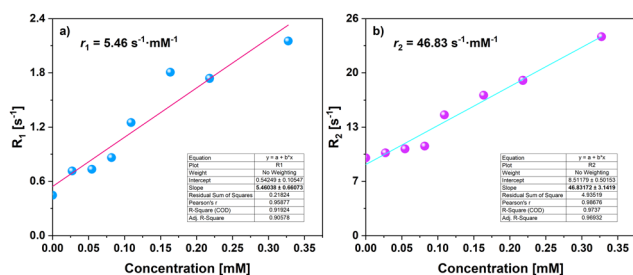 a)
r₁ = 5.46 s⁻¹·mM⁻¹
R₁ [s⁻¹]
2.4
1.8
1.2
0.6
0.0
0.00 0.05 0.10 0.15 0.20 0.25 0.30 0.35
Concentration [mM]
Equation y = a + b*x
Plot R1
Weight No Weighting
Intercept 0.54249 ± 0.10547
Slope 5.46038 ± 0.66073
Residual Sum of Squares 0.21824
Pearson's r 0.95877
R-Square (COD) 0.91924
Adj. R-Square 0.90578
b)
r₂ = 46.83 s⁻¹·mM⁻¹
R₂ [s⁻¹]
26
20
13
7
0
0.00 0.05 0.10 0.15 0.20 0.25 0.30 0.35
Concentration [mM]
Equation y = a + b*x
Plot R2
Weight No Weighting
Intercept 8.51179 ± 0.50153
Slope 46.83172 ± 3.1419
Residual Sum of Squares 4.93519
Pearson's r 0.98676
R-Square (COD) 0.9737
Adj. R-Square 0.96932